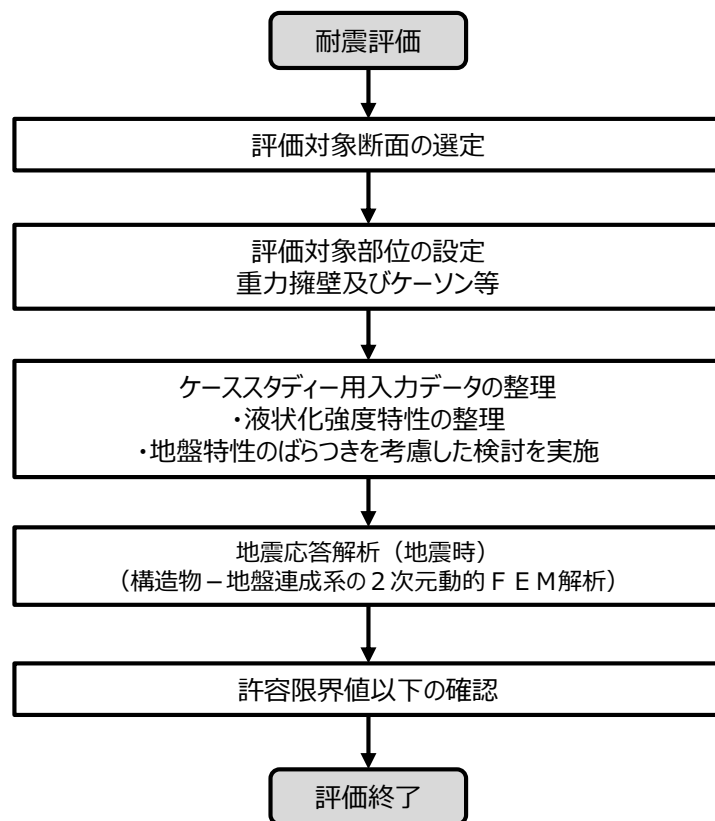 耐震評価
評価対象断面の選定
評価対象部位の設定
重力擁壁及びケーソン等
ケーススタディー用入力データの整理
・液状化強度特性の整理
・地盤特性のばらつきを考慮した検討を実施
地震応答解析（地震時）
（構造物－地盤連成系の２次元動的ＦＥＭ解析）
許容限界値以下の確認
評価終了